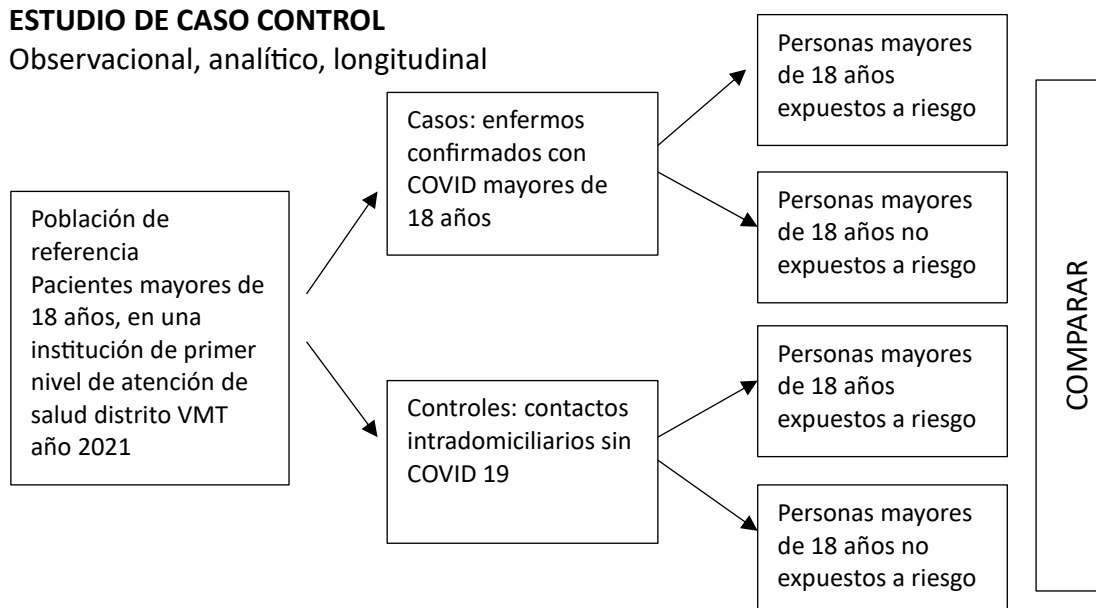 ESTUDIO DE CASO CONTROL
Observacional, analítico, longitudinal
Población de
referencia
Pacientes mayores de
18 años, en una
institución de primer
nivel de atención de
salud distrito VMT
año 2021
Casos: enfermos
confirmados con
COVID mayores de
18 años
Controles: contactos
intradomiciliarios sin
COVID 19
Personas mayores
de 18 años
expuestos a riesgo
Personas mayores
de 18 años no
expuestos a riesgo
Personas mayores
de 18 años
expuestos a riesgo
Personas mayores
de 18 años no
expuestos a riesgo
COMPARAR